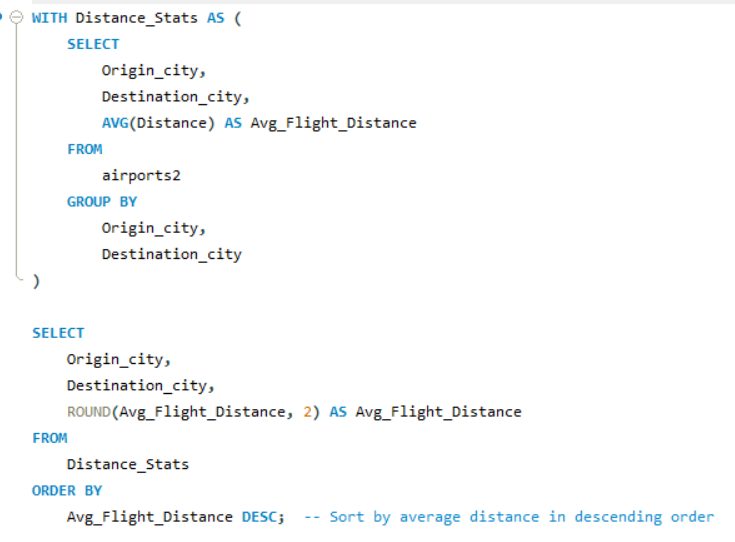 WITH Distance_Stats AS (
SELECT
Origin_city,
Destination_city,
AVG(Distance) AS Avg_Flight_Distance
FROM
airports2
GROUP BY
Origin_city,
Destination_city
)
SELECT
Origin_city,
Destination_city,
ROUND(Avg_Flight_Distance, 2) AS Avg_Flight_Distance
FROM
Distance_Stats
ORDER BY
Avg_Flight_Distance DESC;  -- Sort by average distance in descending order